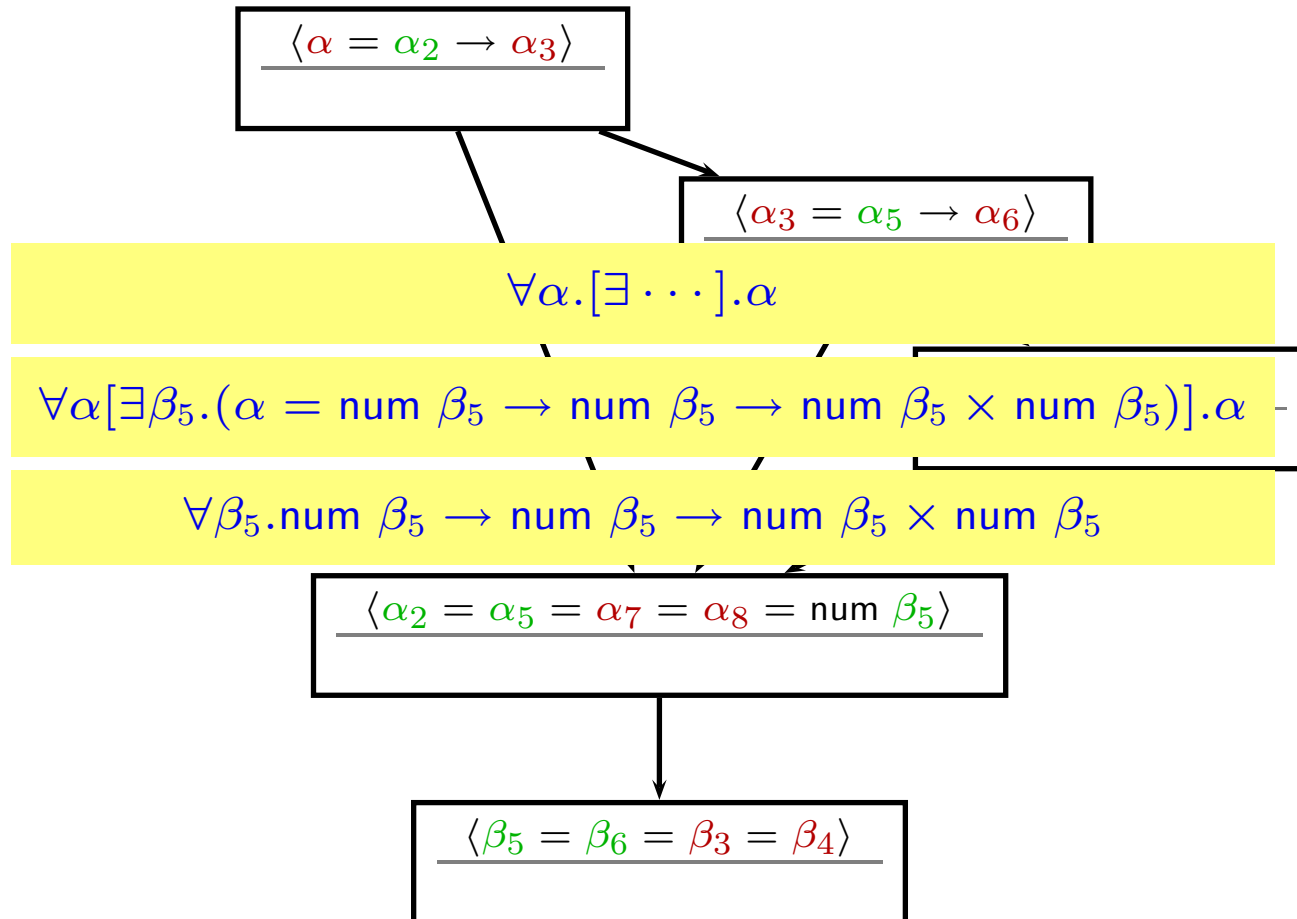 ⟨α = α₂ → α₃⟩
⟨α₃ = α₅ → α₆⟩
∀α.[∃ · · · ].α
∀α[∃β₅.(α = num β₅ → num β₅ → num β₅ × num β₅)].α
∀β₅.num β₅ → num β₅ → num β₅ × num β₅
⟨α₂ = α₅ = α₇ = α₈ = num β₅⟩
⟨β₅ = β₆ = β₃ = β₄⟩